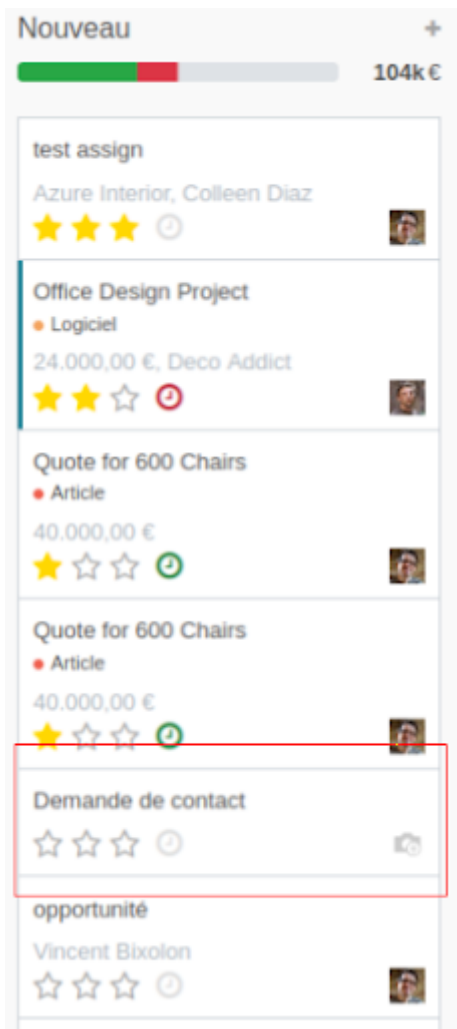 Nouveau +
104k €
test assign
Azure Interior, Colleen Diaz
Office Design Project
Logiciel
24.000,00 €, Deco Addict
Quote for 600 Chairs
Article
40.000,00 €
Quote for 600 Chairs
Article
40.000,00 €
Demande de contact
opportunité
Vincent Bixolon